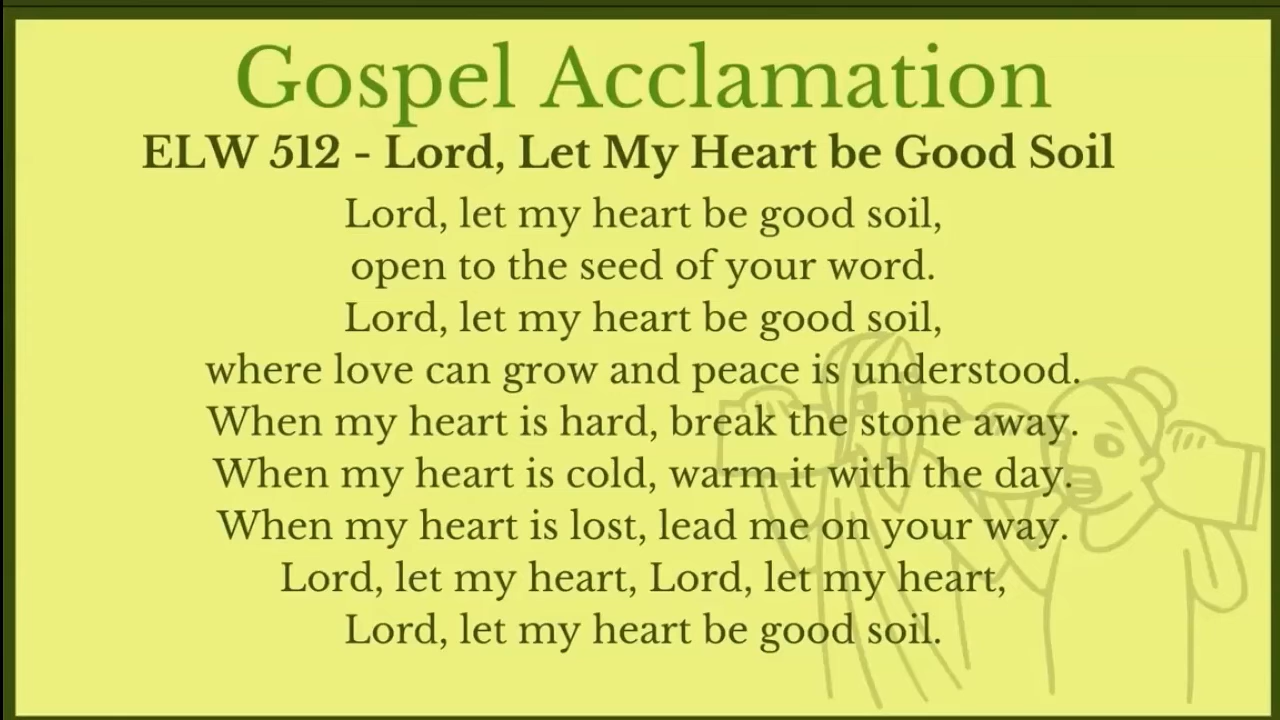 Gospel Acclamation
ELW 512 - Lord, Let My Heart be Good Soil
Lord, let my heart be good soil,
open to the seed of your word.
Lord, let my heart be good soil,
where love can grow and peace is understood.
When my heart is hard, break the stone away.
When my heart is cold, warm it with the day.
When my heart is lost, lead me on your way.
Lord, let my heart, Lord, let my heart,
Lord, let my heart be good soil.